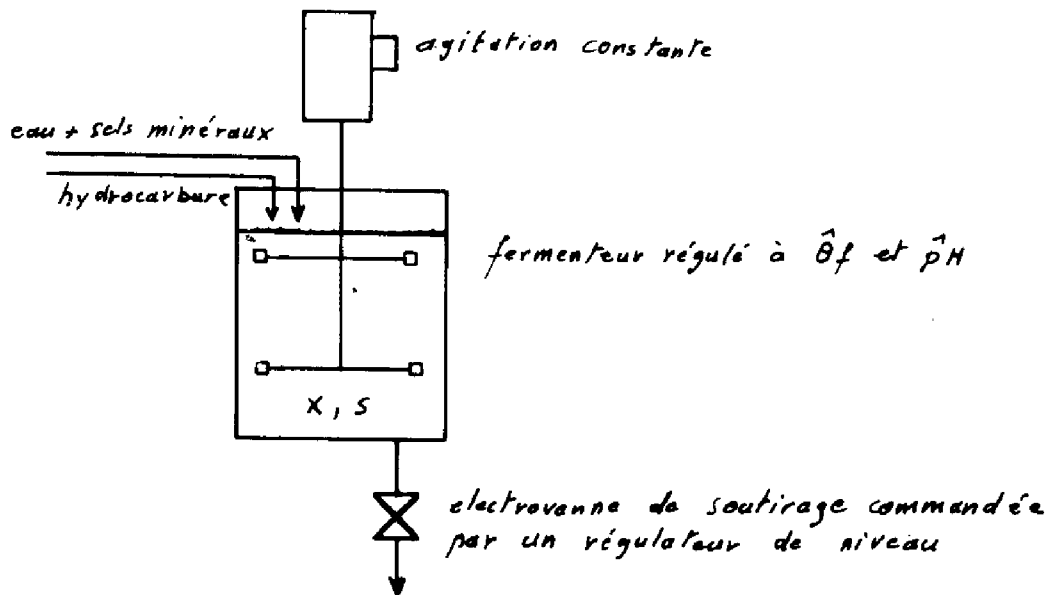 agitation constante
eau + sels minéraux
hydrocarbure
fermenteur régulé à θ̂f et p̂H
X, S
electrovanne de soutirage commandée
par un régulateur de niveau